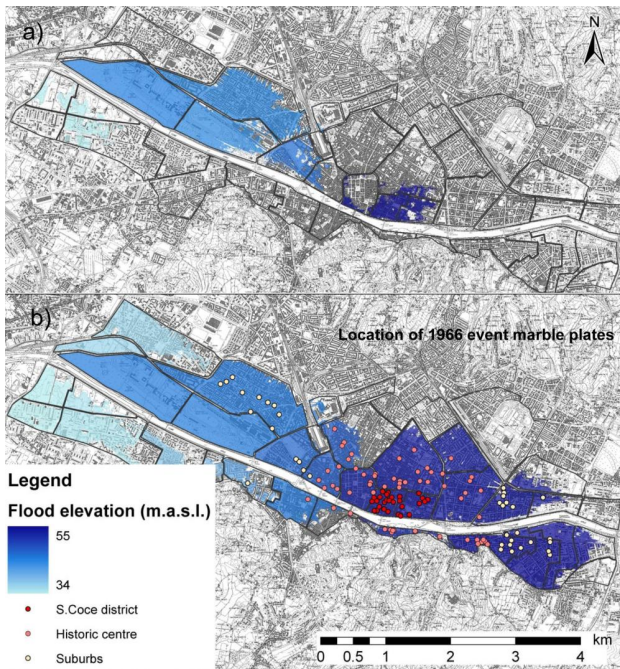 a)
N
b)
Location of 1966 event marble plates
Legend
Flood elevation (m.a.s.l.)
55
34
S.Coce district
Historic centre
Suburbs
0 0.5 1 2 3 4
km